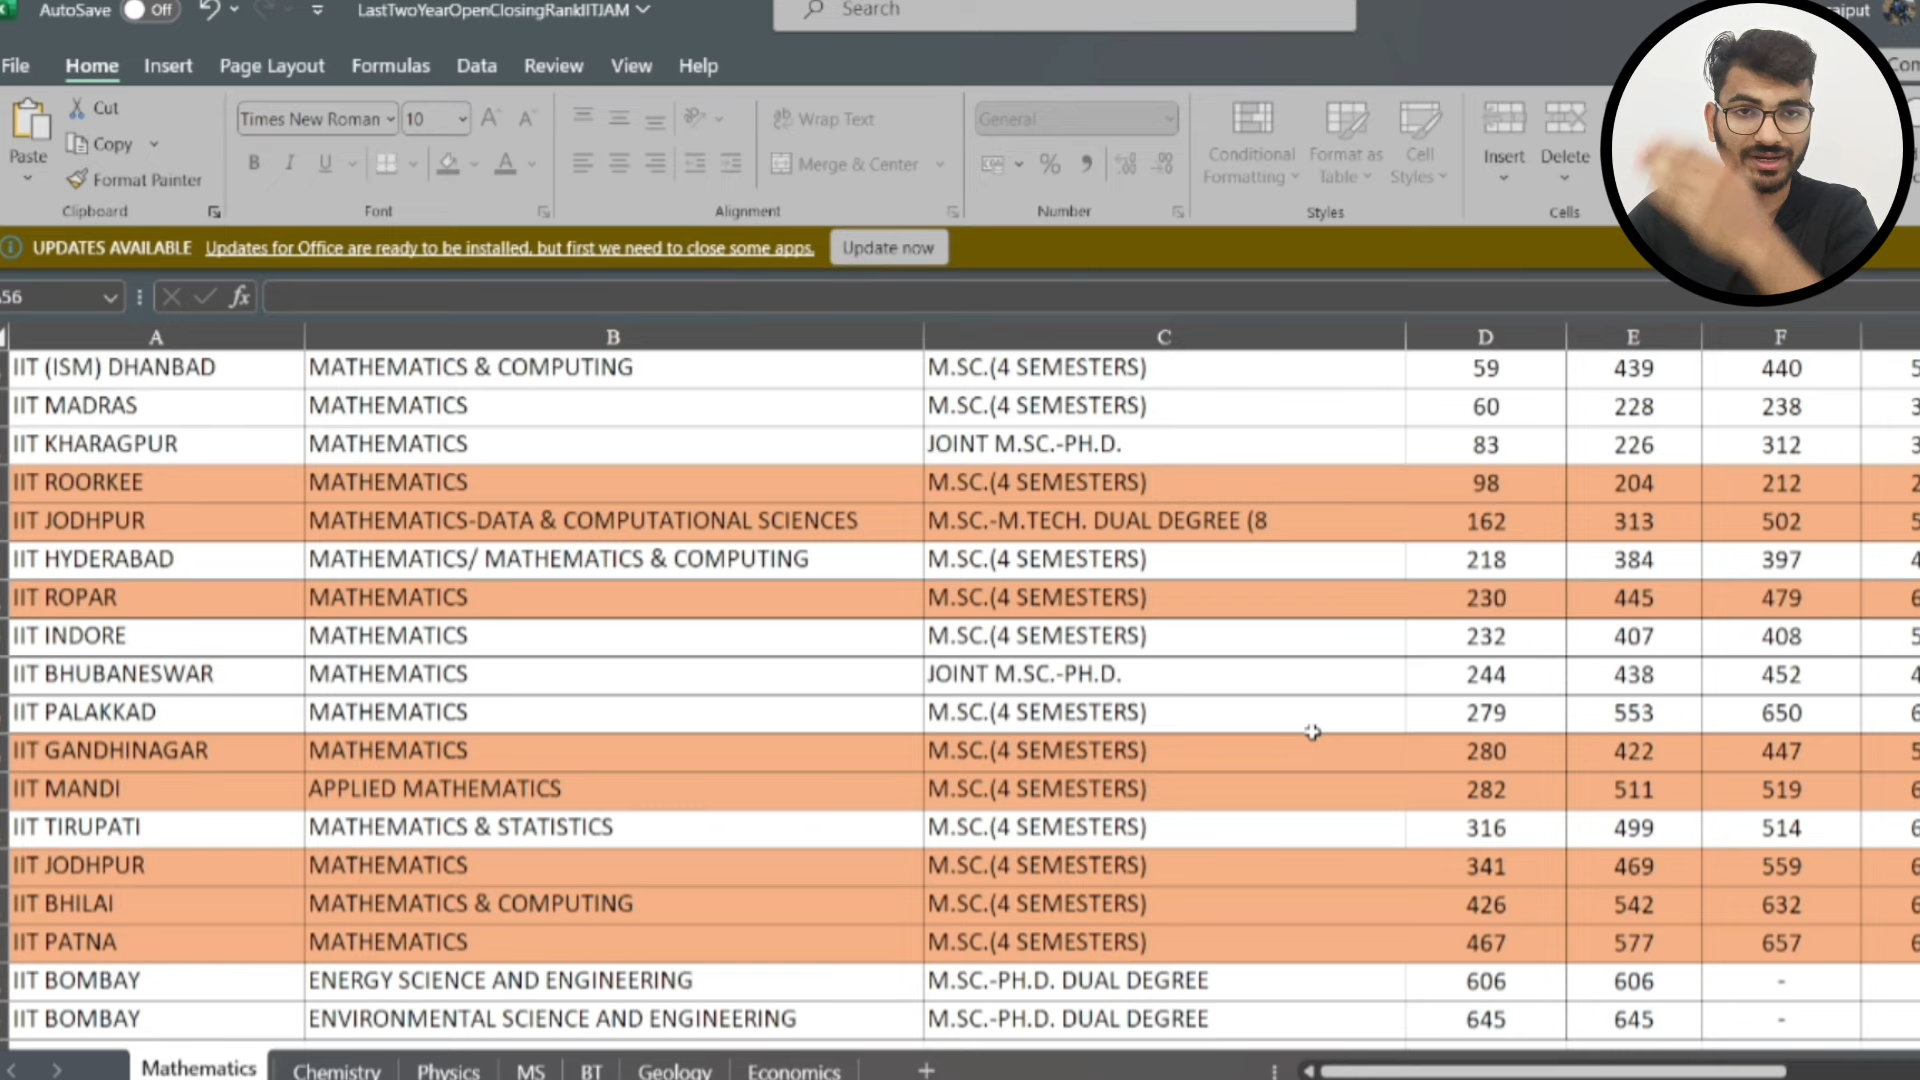 AutoSave Off LastTwoYearOpenClosingRankIITJAM Search
File Home Insert Page Layout Formulas Data Review View Help
Paste Cut Copy Format Painter Clipboard
Times New Roman 10 B I U Font
Wrap Text Merge & Center Alignment
General % Number
Conditional Formatting Format as Table Cell Styles Styles
Insert Delete Cells
UPDATES AVAILABLE Updates for Office are ready to be installed, but first we need to close some apps. Update now
fx
A B C D E F
IIT (ISM) DHANBAD MATHEMATICS & COMPUTING M.SC.(4 SEMESTERS) 59 439 440
IIT MADRAS MATHEMATICS M.SC.(4 SEMESTERS) 60 228 238
IIT KHARAGPUR MATHEMATICS JOINT M.SC.-PH.D. 83 226 312
IIT ROORKEE MATHEMATICS M.SC.(4 SEMESTERS) 98 204 212
IIT JODHPUR MATHEMATICS-DATA & COMPUTATIONAL SCIENCES M.SC.-M.TECH. DUAL DEGREE (8 162 313 502
IIT HYDERABAD MATHEMATICS/ MATHEMATICS & COMPUTING M.SC.(4 SEMESTERS) 218 384 397
IIT ROPAR MATHEMATICS M.SC.(4 SEMESTERS) 230 445 479
IIT INDORE MATHEMATICS M.SC.(4 SEMESTERS) 232 407 408
IIT BHUBANESWAR MATHEMATICS JOINT M.SC.-PH.D. 244 438 452
IIT PALAKKAD MATHEMATICS M.SC.(4 SEMESTERS) 279 553 650
IIT GANDHINAGAR MATHEMATICS M.SC.(4 SEMESTERS) 280 422 447
IIT MANDI APPLIED MATHEMATICS M.SC.(4 SEMESTERS) 282 511 519
IIT TIRUPATI MATHEMATICS & STATISTICS M.SC.(4 SEMESTERS) 316 499 514
IIT JODHPUR MATHEMATICS M.SC.(4 SEMESTERS) 341 469 559
IIT BHILAI MATHEMATICS & COMPUTING M.SC.(4 SEMESTERS) 426 542 632
IIT PATNA MATHEMATICS M.SC.(4 SEMESTERS) 467 577 657
IIT BOMBAY ENERGY SCIENCE AND ENGINEERING M.SC.-PH.D. DUAL DEGREE 606 606 -
IIT BOMBAY ENVIRONMENTAL SCIENCE AND ENGINEERING M.SC.-PH.D. DUAL DEGREE 645 645 -
Mathematics Chemistry Physics MS BT Geology Economics